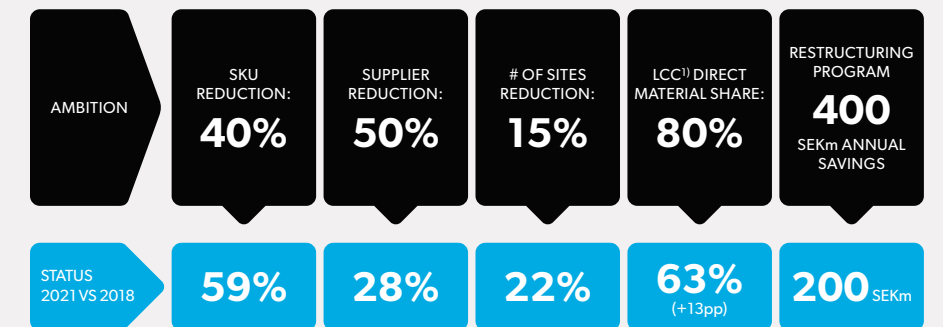 AMBITION
SKU
REDUCTION:
40%
SUPPLIER
REDUCTION:
50%
# OF SITES
REDUCTION:
15%
LCC¹⁾ DIRECT
MATERIAL SHARE:
80%
RESTRUCTURING
PROGRAM
400
SEKm ANNUAL
SAVINGS
STATUS
2021 VS 2018
59%
28%
22%
63%
(+13pp)
200 SEKm